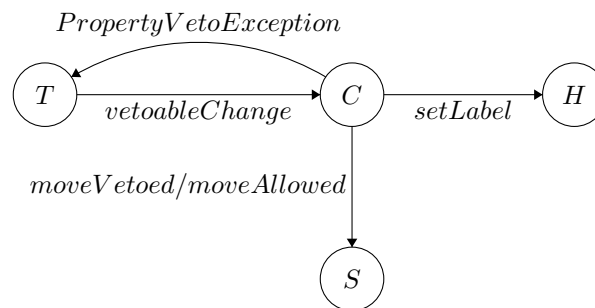 PropertyVetoException
T
C
H
vetoableChange
setLabel
moveVetoed/moveAllowed
S